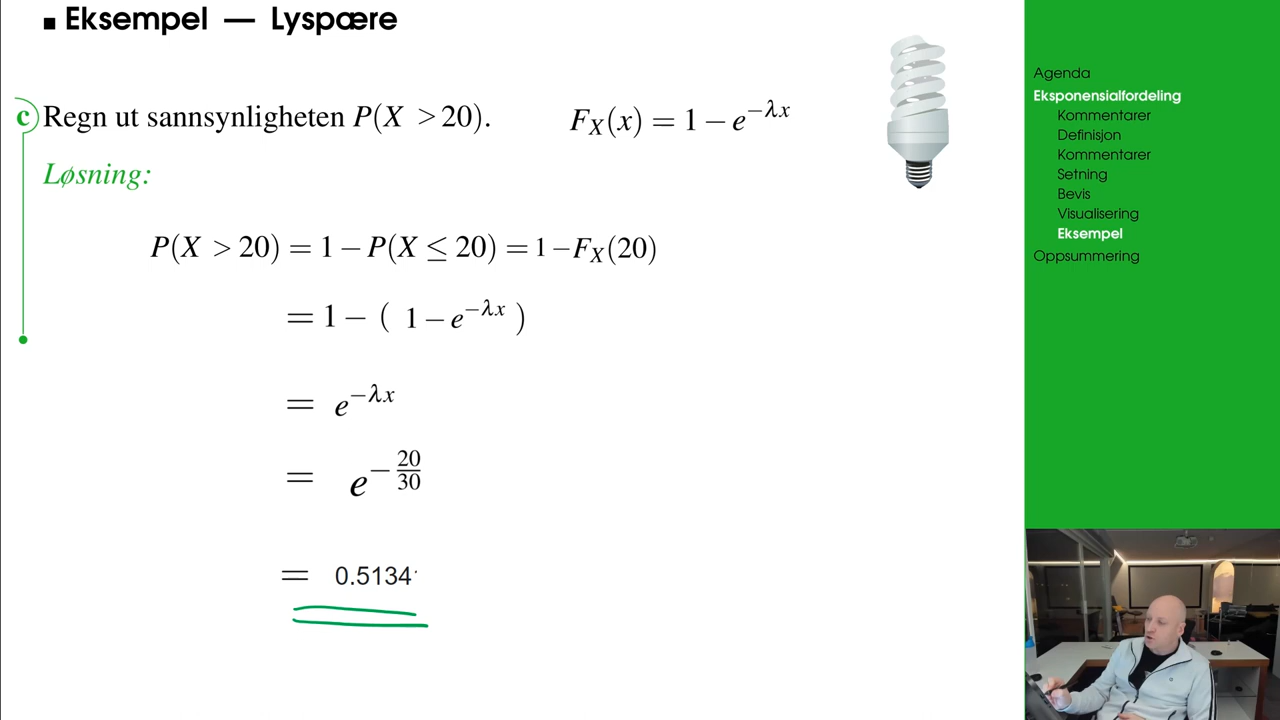 ▪ Eksempel — Lyspære
c Regn ut sannsynligheten P(X > 20). F_X(x) = 1 − e^{−λx}
Løsning:
P(X > 20) = 1 − P(X ≤ 20) = 1 − F_X(20)
= 1 − ( 1 − e^{−λx} )
= e^{−λx}
= e^{−20/30}
= 0.5134
Agenda
Eksponensialfordeling
Kommentarer
Definisjon
Kommentarer
Setning
Bevis
Visualisering
Eksempel
Oppsummering